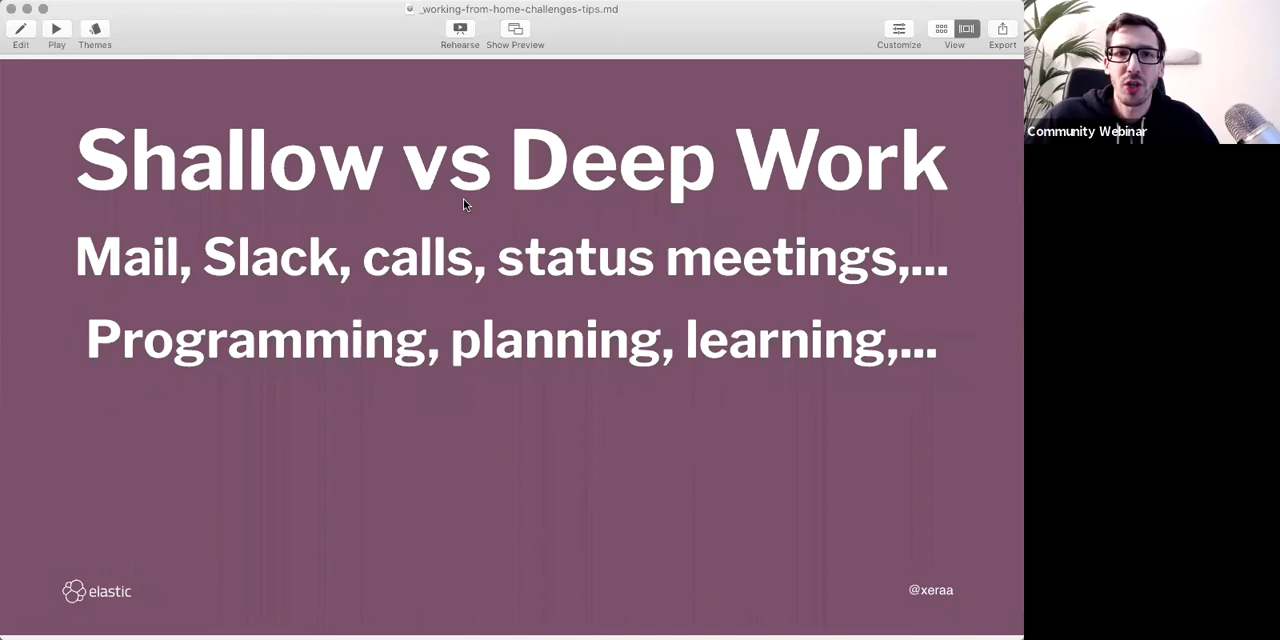 _working-from-home-challenges-tips.md
Edit
Play
Themes
Rehearse
Show Preview
Customize
View
Export
Community Webinar
Shallow vs Deep Work
Mail, Slack, calls, status meetings,...
Programming, planning, learning,...
elastic
@xeraa